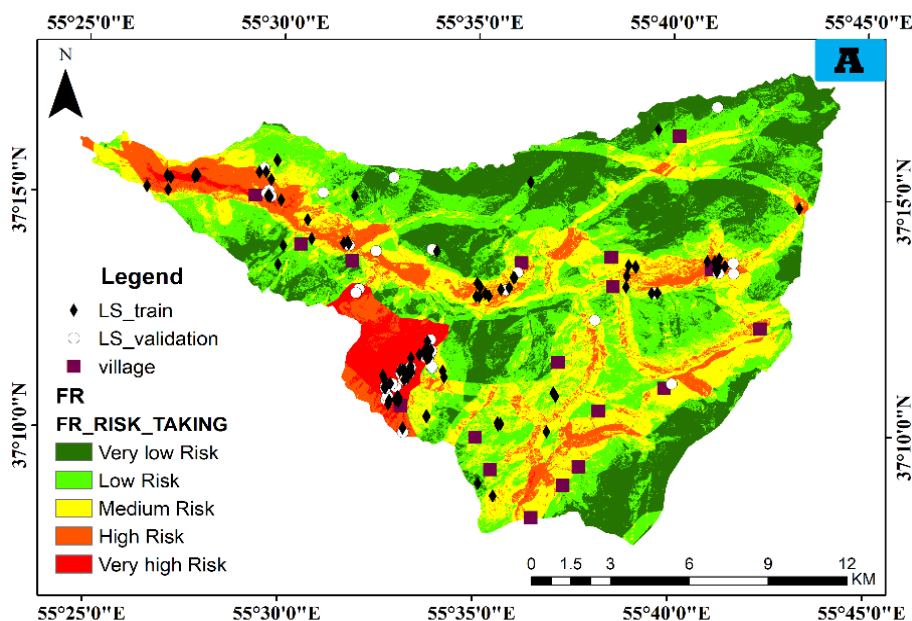 55°25'0"E 55°30'0"E 55°35'0"E 55°40'0"E 55°45'0"E
N
A
37°15'0"N 37°15'0"N
Legend
LS_train
LS_validation
village
FR
FR_RISK_TAKING
Very low Risk
Low Risk
Medium Risk
High Risk
Very high Risk
37°10'0"N 37°10'0"N
0 1.5 3 6 9 12
KM
55°25'0"E 55°30'0"E 55°35'0"E 55°40'0"E 55°45'0"E